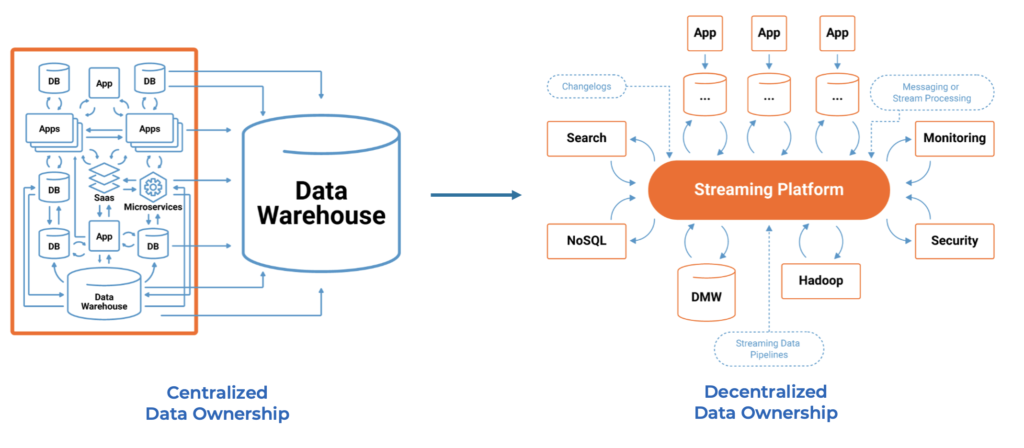 DB
App
DB
Apps
Apps
DB
Saas
Microservices
DB
App
DB
Data
Warehouse
Data
Warehouse
Centralized
Data Ownership
App
App
App
Changelogs
...
...
...
Messaging or
Stream Processing
Search
Monitoring
Streaming Platform
NoSQL
Security
DMW
Hadoop
Streaming Data
Pipelines
Decentralized
Data Ownership